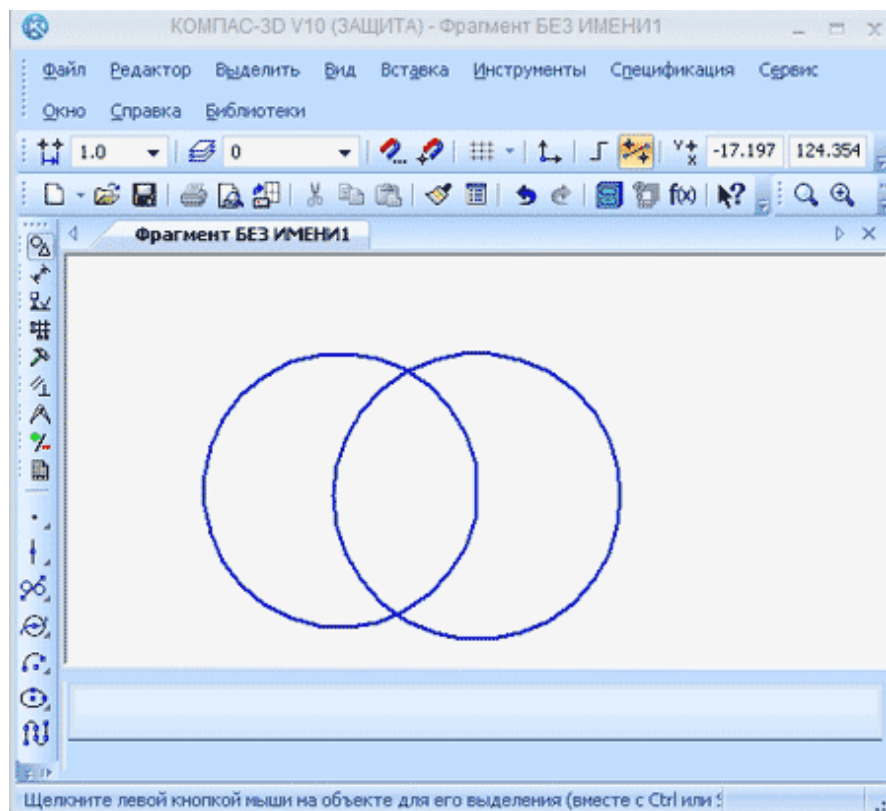 КОМПАС-3D V10 (ЗАЩИТА) - Фрагмент БЕЗ ИМЕНИ1
Файл Редактор Выделить Вид Вставка Инструменты Спецификация Сервис
Окно Справка Библиотеки
1.0 0 Y X -17.197 124.354
f(x) ?
Фрагмент БЕЗ ИМЕНИ1
Щелкните левой кнопкой мыши на объекте для его выделения (вместе с Ctrl или